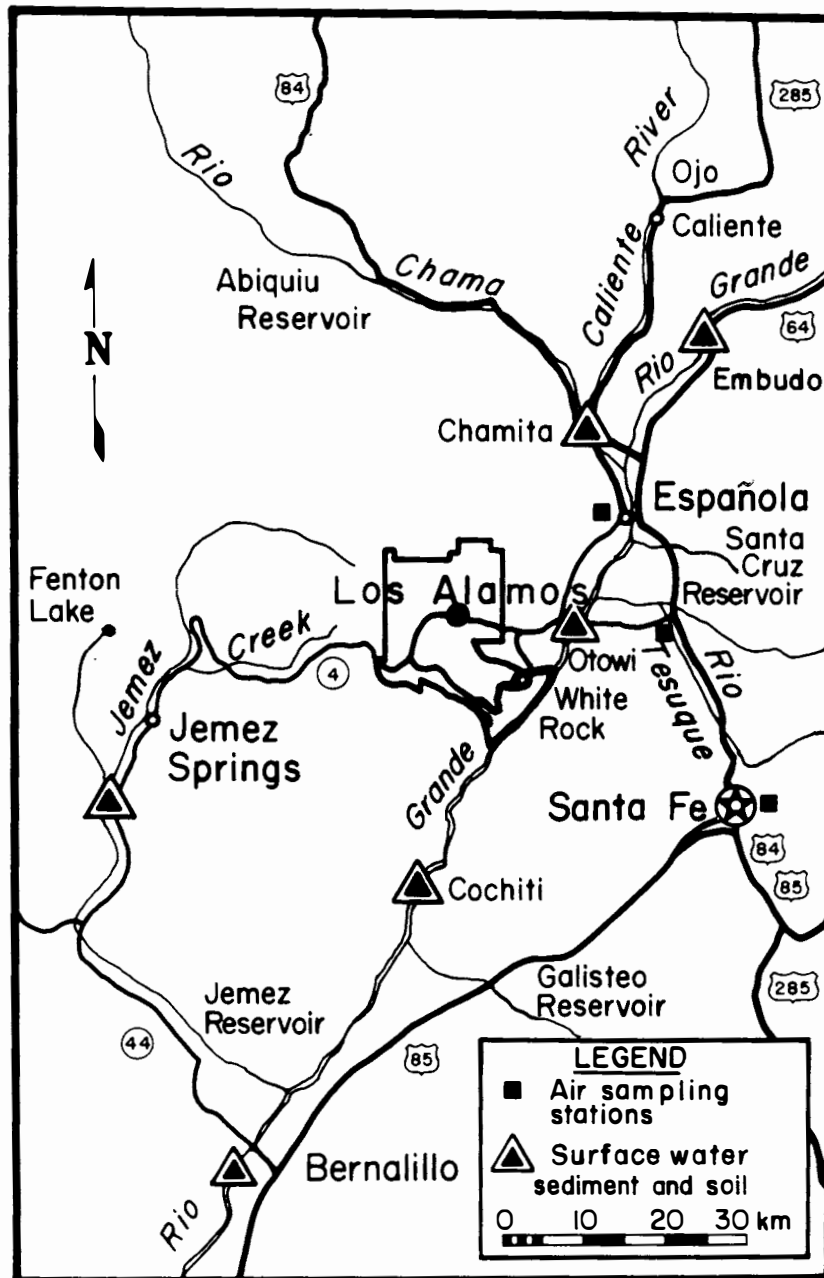 84
285
Rio
River
Ojo
Caliente
Caliente
Grande
Chama
Abiquiu
Reservoir
64
N
Rio
Embudo
Chamita
Española
Santa
Cruz
Reservoir
Fenton
Lake
Los Alamos
Creek
4
Jemez
Otowi
Rio
Tesuque
White
Rock
Jemez
Springs
Grande
Santa Fe
84
85
Cochiti
Galisteo
Reservoir
285
Jemez
Reservoir
44
85
LEGEND
Air sampling
stations
Surface water
sediment and soil
0 10 20 30 km
Bernalillo
Rio